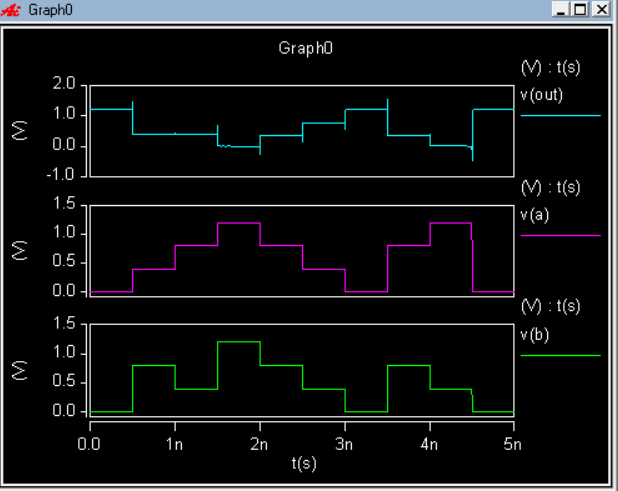 Graph0
Graph0
(V) : t(s)
v(out)
2.0
1.0
0.0
-1.0
(V)
(V) : t(s)
v(a)
1.5
1.0
0.5
0.0
(V)
(V) : t(s)
v(b)
1.5
1.0
0.5
0.0
(V)
0.0 1n 2n 3n 4n 5n
t(s)